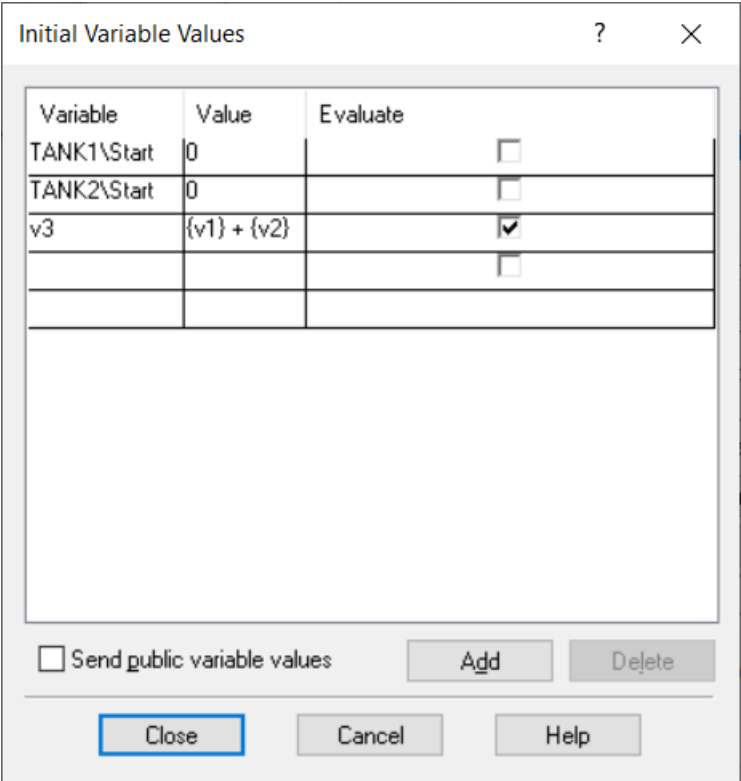 Initial Variable Values ?
Variable Value Evaluate
TANK1\Start 0
TANK2\Start 0
v3 {v1} + {v2}
Send public variable values Add Delete
Close Cancel Help